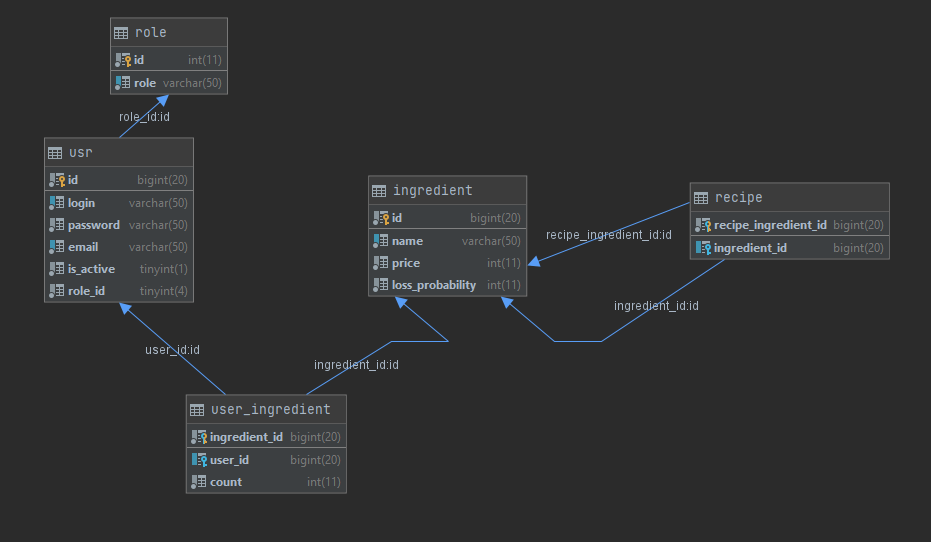 role
id int(11)
role varchar(50)
role_id:id
usr
id bigint(20)
login varchar(50)
password varchar(50)
email varchar(50)
is_active tinyint(1)
role_id tinyint(4)
ingredient
id bigint(20)
name varchar(50)
price int(11)
loss_probability int(11)
recipe
recipe_ingredient_id bigint(20)
ingredient_id bigint(20)
recipe_ingredient_id:id
ingredient_id:id
user_id:id
ingredient_id:id
user_ingredient
ingredient_id bigint(20)
user_id bigint(20)
count int(11)